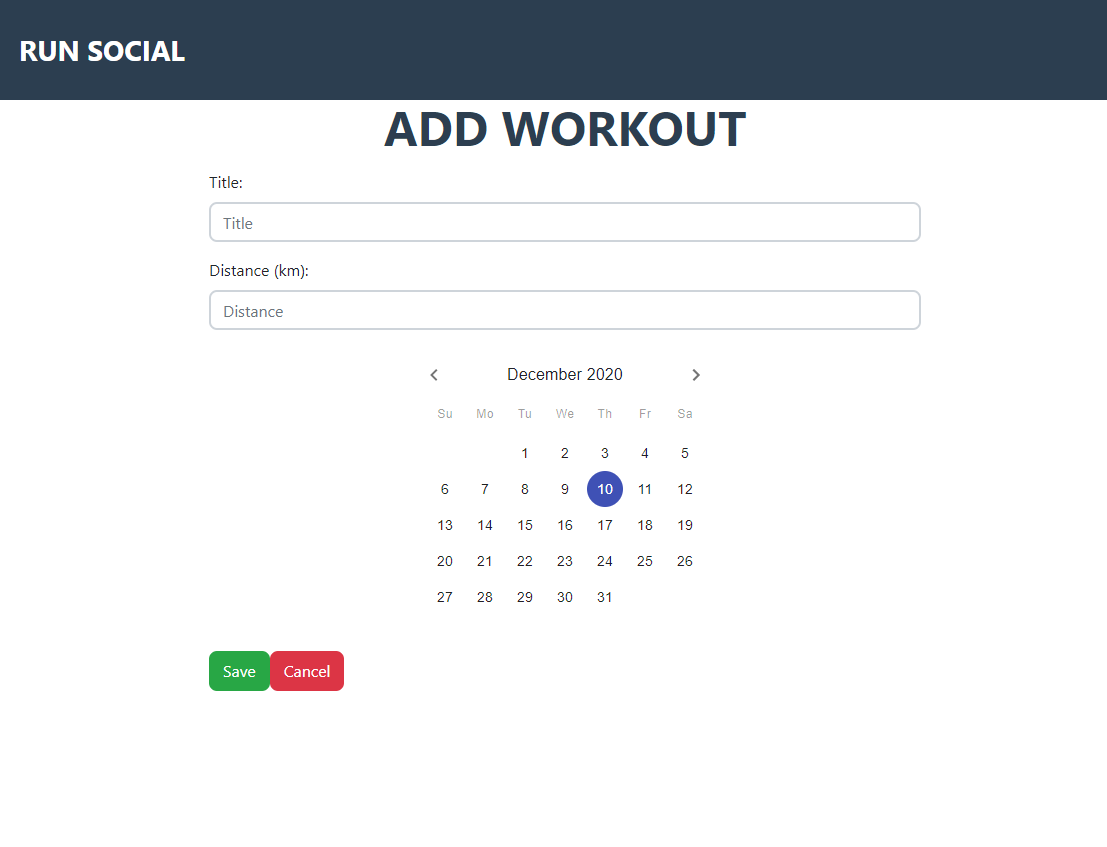 RUN SOCIAL
ADD WORKOUT
Title:
Title
Distance (km):
Distance
December 2020
Su Mo Tu We Th Fr Sa
1 2 3 4 5
6 7 8 9 10 11 12
13 14 15 16 17 18 19
20 21 22 23 24 25 26
27 28 29 30 31
Save Cancel